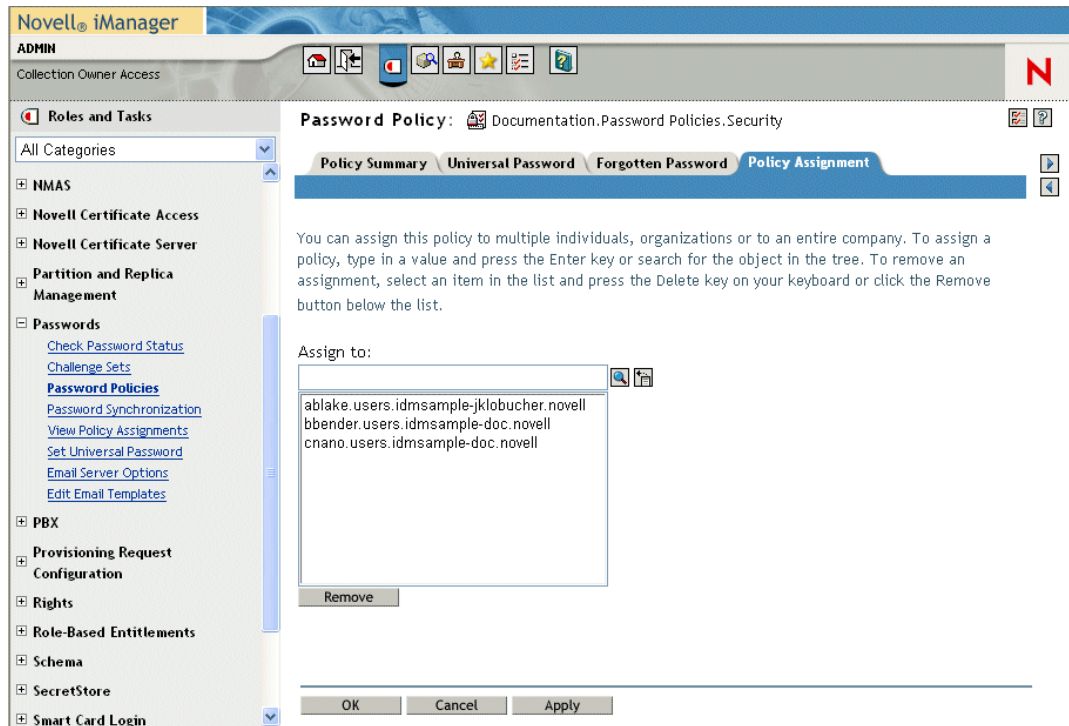 Novell® iManager
ADMIN
Collection Owner Access
N
Roles and Tasks
All Categories
NMAS
Novell Certificate Access
Novell Certificate Server
Partition and Replica
Management
Passwords
Check Password Status
Challenge Sets
Password Policies
Password Synchronization
View Policy Assignments
Set Universal Password
Email Server Options
Edit Email Templates
PBX
Provisioning Request
Configuration
Rights
Role-Based Entitlements
Schema
SecretStore
Smart Card Login
Password Policy: Documentation.Password Policies.Security
Policy Summary Universal Password Forgotten Password Policy Assignment
You can assign this policy to multiple individuals, organizations or to an entire company. To assign a
policy, type in a value and press the Enter key or search for the object in the tree. To remove an
assignment, select an item in the list and press the Delete key on your keyboard or click the Remove
button below the list.
Assign to:
ablake.users.idmsample-jklobucher.novell
bbender.users.idmsample-doc.novell
cnano.users.idmsample-doc.novell
Remove
OK Cancel Apply